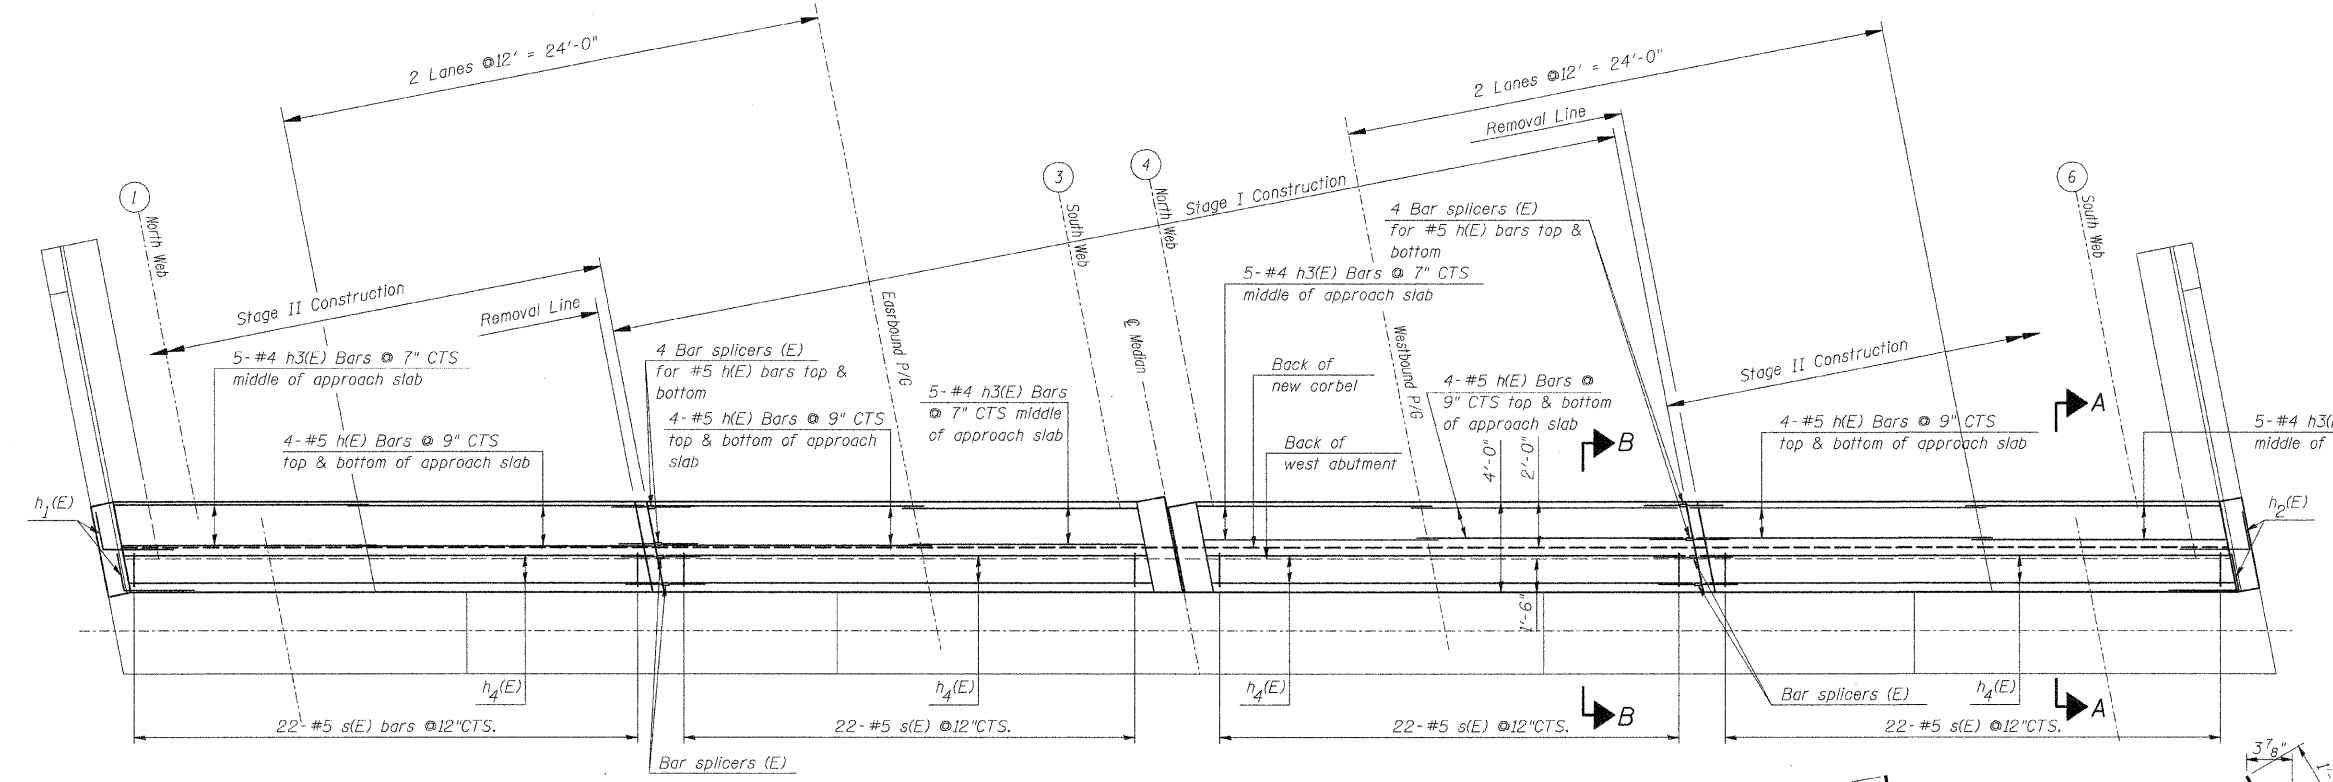 2 Lanes @12' = 24'-0"
2 Lanes @12' = 24'-0"
Removal Line
Stage I Construction
1
North Web
3
South Web
4
North Web
6
South Web
4 Bar splicers (E)
for #5 h(E) bars top &
bottom
5-#4 h3(E) Bars @ 7" CTS
middle of approach slab
Stage II Construction
Removal Line
Easrbound P/G
℄ Median
Westbound P/G
Stage II Construction
5-#4 h3(E) Bars @ 7" CTS
middle of approach slab
4 Bar splicers (E)
for #5 h(E) bars top &
bottom
Back of
new corbel
4-#5 h(E) Bars @
9" CTS top & bottom
of approach slab
5-#4 h3(E) Bars
@ 7" CTS middle
of approach slab
4-#5 h(E) Bars @ 9" CTS
top & bottom of approach
slab
4-#5 h(E) Bars @ 9" CTS
top & bottom of approach slab
Back of
west abutment
4'-0"
2'-0"
B
4-#5 h(E) Bars @ 9" CTS
top & bottom of approach slab
A
5-#4 h3(
middle of
h1(E)
h2(E)
1'-6"
h4(E)
h4(E)
h4(E)
Bar splicers (E)
h4(E)
B
A
22-#5 s(E) bars @12"CTS.
22-#5 s(E) @12"CTS.
22-#5 s(E) @12"CTS.
22-#5 s(E) @12"CTS.
Bar splicers (E)
3 7/8"